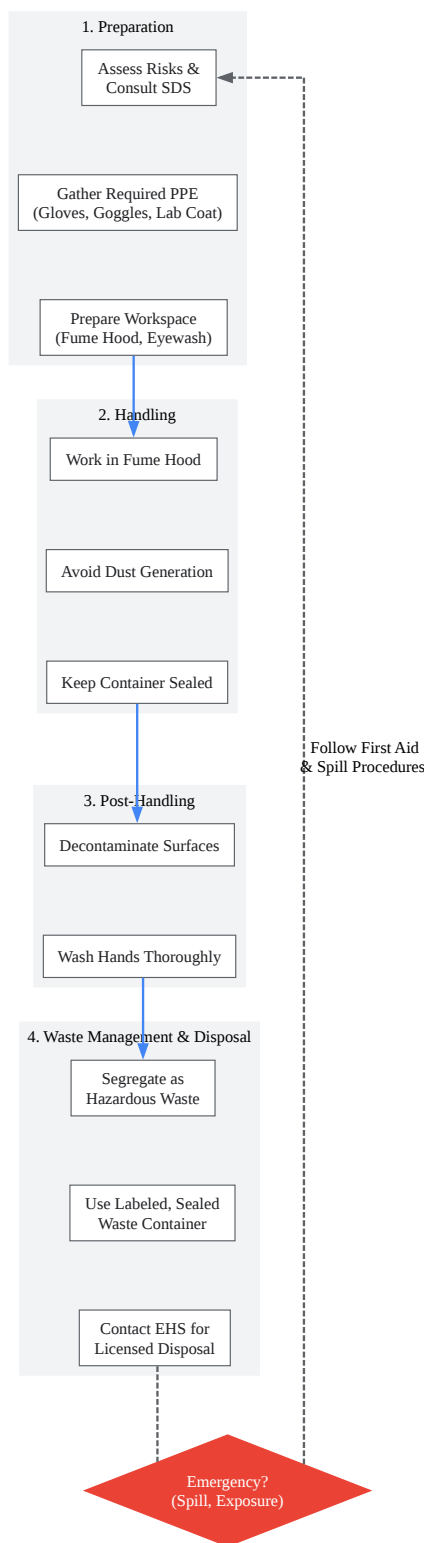 1. Preparation
Assess Risks &
Consult SDS
Gather Required PPE
(Gloves, Goggles, Lab Coat)
Prepare Workspace
(Fume Hood, Eyewash)
2. Handling
Work in Fume Hood
Avoid Dust Generation
Keep Container Sealed
Follow First Aid
& Spill Procedures
3. Post-Handling
Decontaminate Surfaces
Wash Hands Thoroughly
4. Waste Management & Disposal
Segregate as
Hazardous Waste
Use Labeled, Sealed
Waste Container
Contact EHS for
Licensed Disposal
Emergency?
(Spill, Exposure)